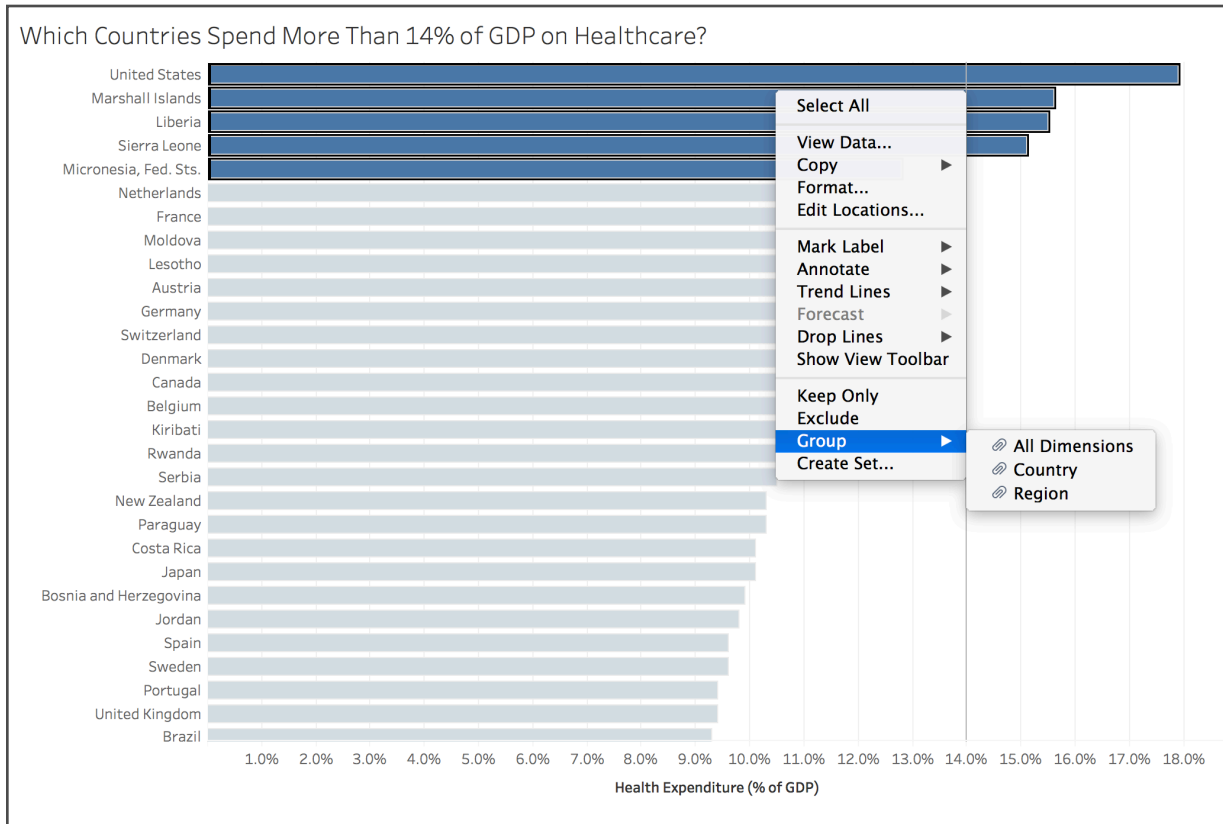 Which Countries Spend More Than 14% of GDP on Healthcare?
United States
Marshall Islands
Liberia
Sierra Leone
Micronesia, Fed. Sts.
Netherlands
France
Moldova
Lesotho
Austria
Germany
Switzerland
Denmark
Canada
Belgium
Kiribati
Rwanda
Serbia
New Zealand
Paraguay
Costa Rica
Japan
Bosnia and Herzegovina
Jordan
Spain
Sweden
Portugal
United Kingdom
Brazil
Select All
View Data...
Copy
Format...
Edit Locations...
Mark Label
Annotate
Trend Lines
Forecast
Drop Lines
Show View Toolbar
Keep Only
Exclude
Group
Create Set...
All Dimensions
Country
Region
1.0% 2.0% 3.0% 4.0% 5.0% 6.0% 7.0% 8.0% 9.0% 10.0% 11.0% 12.0% 13.0% 14.0% 15.0% 16.0% 17.0% 18.0%
Health Expenditure (% of GDP)